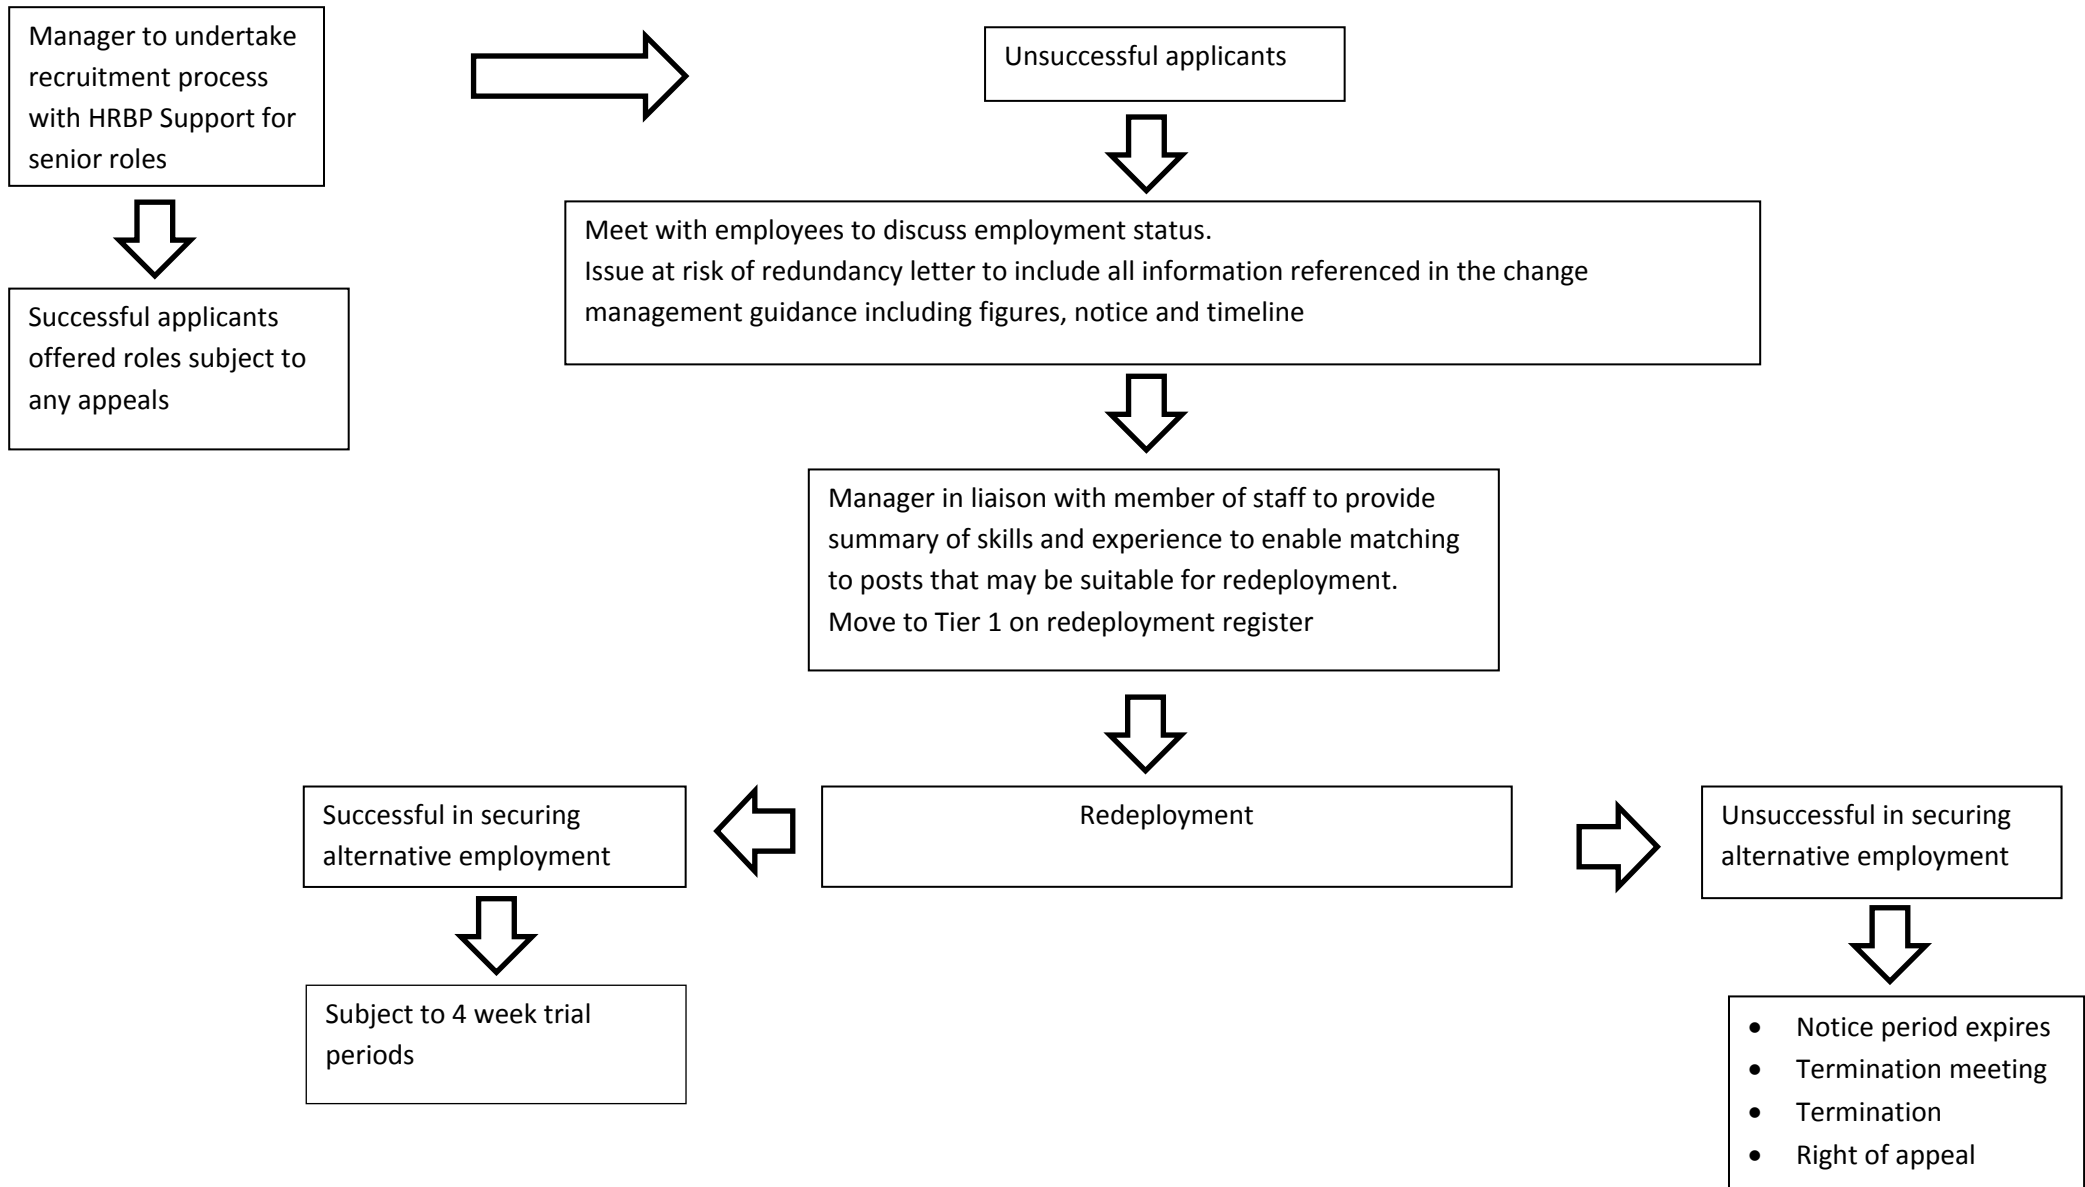 Manager to undertake
recruitment process
with HRBP Support for
senior roles
Unsuccessful applicants
Successful applicants
offered roles subject to
any appeals
Meet with employees to discuss employment status.
Issue at risk of redundancy letter to include all information referenced in the change
management guidance including figures, notice and timeline
Manager in liaison with member of staff to provide
summary of skills and experience to enable matching
to posts that may be suitable for redeployment.
Move to Tier 1 on redeployment register
Redeployment
Successful in securing
alternative employment
Subject to 4 week trial
periods
Unsuccessful in securing
alternative employment
• Notice period expires
• Termination meeting
• Termination
• Right of appeal